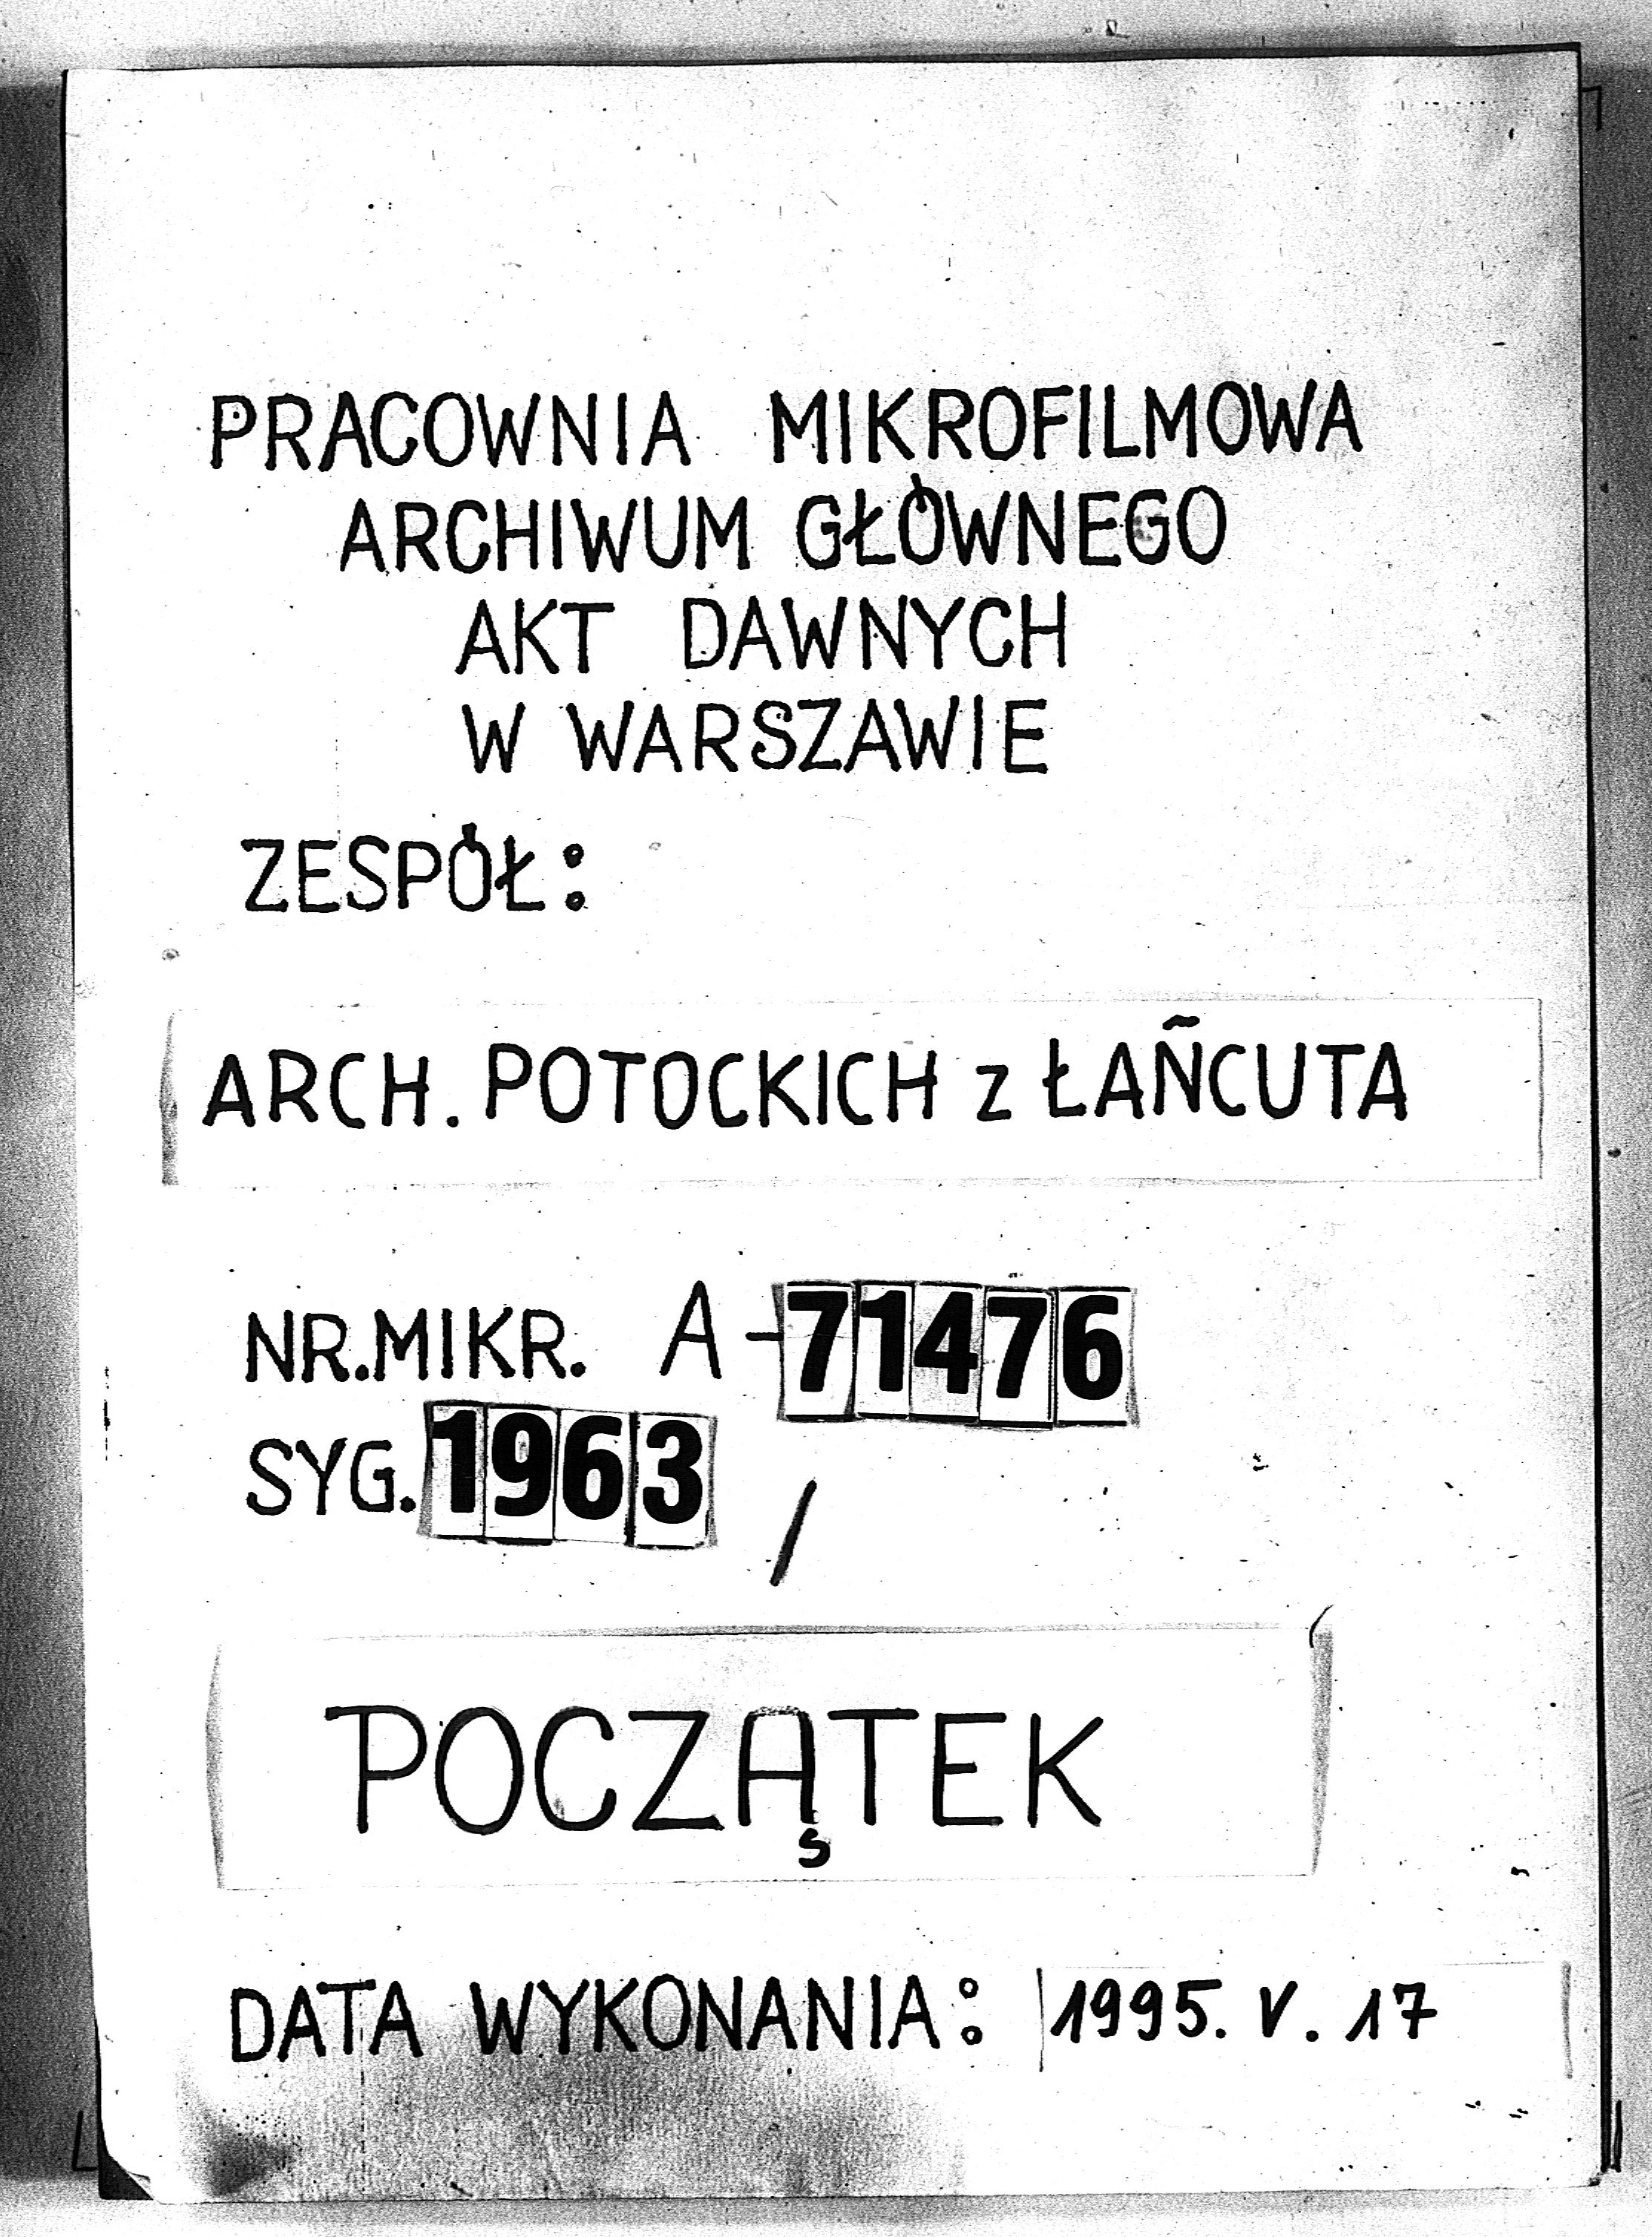 PRACOWNIA MIKROFILMOWA
ARCHIWUM GŁÓWNEGO
AKT DAWNYCH
W WARSZAWIE
ZESPÓŁ:
ARCH. POTOCKICH z ŁAŃCUTA
NR.MIKR. A-71476
SYG. 1963 /
POCZĄTEK
DATA WYKONANIA: 1995. V. 17